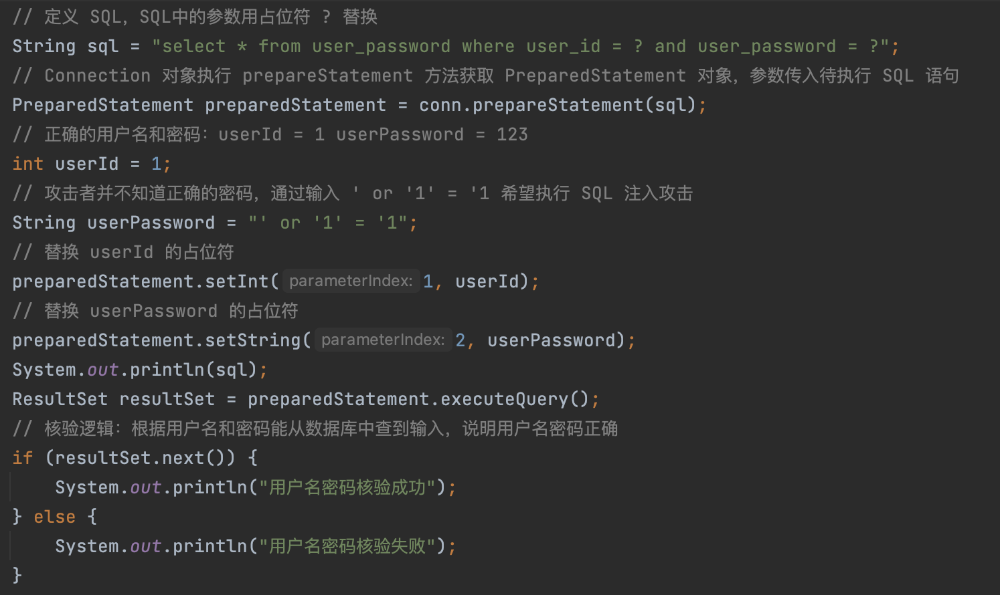 // 定义 SQL，SQL中的参数用占位符 ? 替换
String sql = "select * from user_password where user_id = ? and user_password = ?";
// Connection 对象执行 prepareStatement 方法获取 PreparedStatement 对象，参数传入待执行 SQL 语句
PreparedStatement preparedStatement = conn.prepareStatement(sql);
// 正确的用户名和密码：userId = 1 userPassword = 123
int userId = 1;
// 攻击者并不知道正确的密码，通过输入 ' or '1' = '1 希望执行 SQL 注入攻击
String userPassword = "' or '1' = '1";
// 替换 userId 的占位符
preparedStatement.setInt( parameterIndex: 1, userId);
// 替换 userPassword 的占位符
preparedStatement.setString( parameterIndex: 2, userPassword);
System.out.println(sql);
ResultSet resultSet = preparedStatement.executeQuery();
// 核验逻辑：根据用户名和密码能从数据库中查到输入，说明用户名密码正确
if (resultSet.next()) {
    System.out.println("用户名密码核验成功");
} else {
    System.out.println("用户名密码核验失败");
}